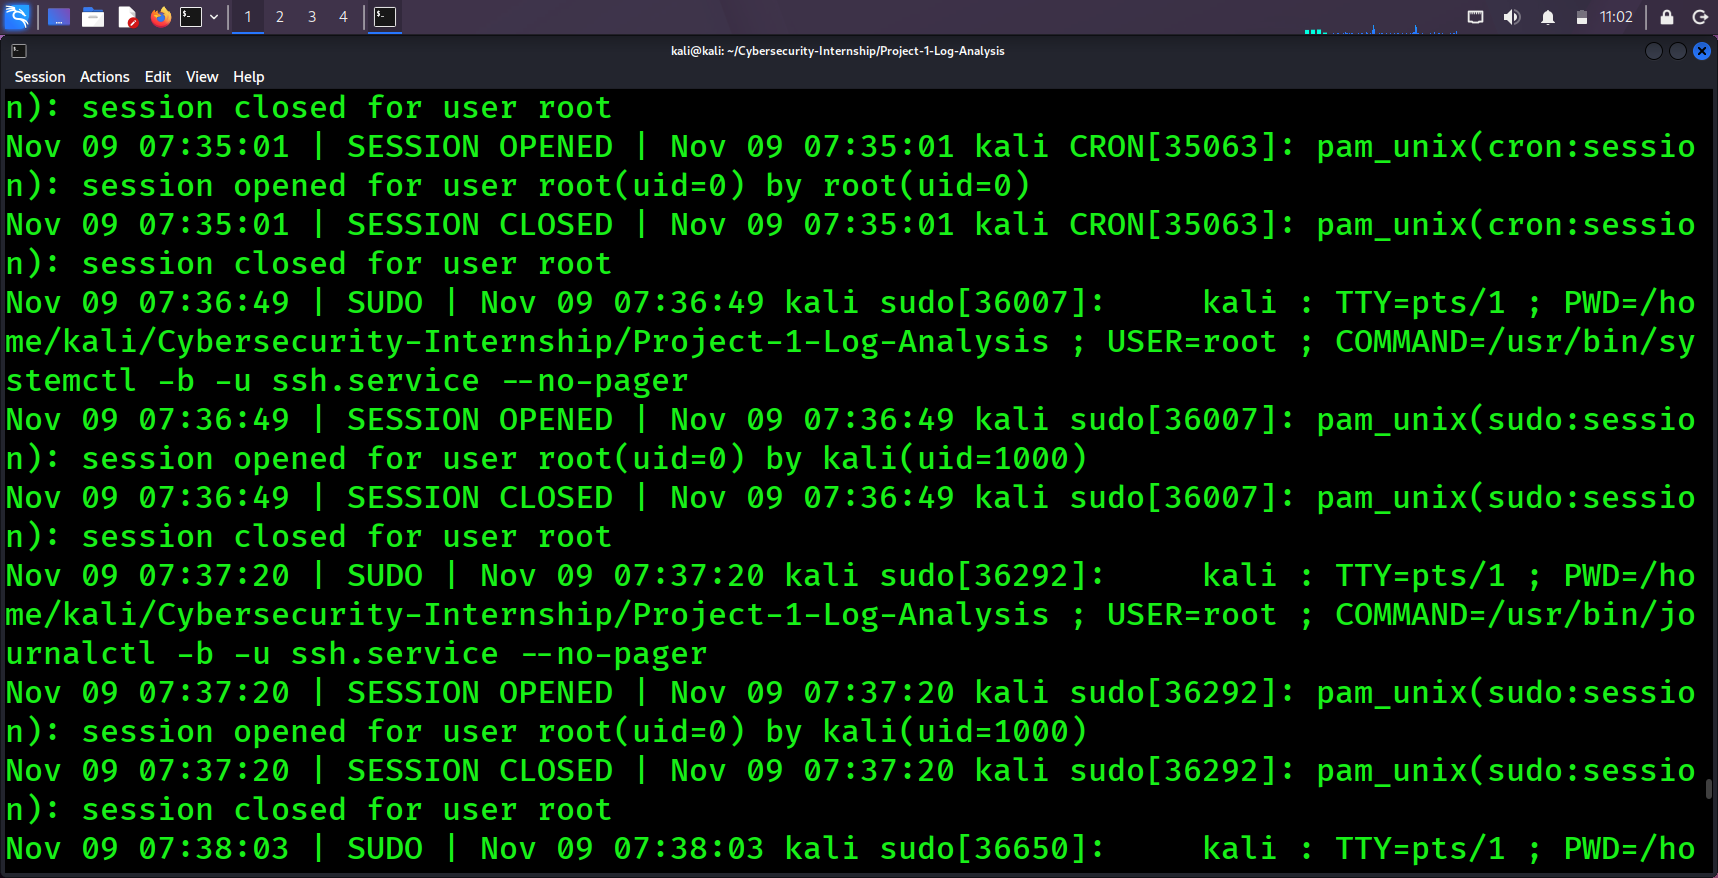 1 2 3 4
11:02
kali@kali: ~/Cybersecurity-Internship/Project-1-Log-Analysis
Session Actions Edit View Help
n): session closed for user root
Nov 09 07:35:01 | SESSION OPENED | Nov 09 07:35:01 kali CRON[35063]: pam_unix(cron:sessio
n): session opened for user root(uid=0) by root(uid=0)
Nov 09 07:35:01 | SESSION CLOSED | Nov 09 07:35:01 kali CRON[35063]: pam_unix(cron:sessio
n): session closed for user root
Nov 09 07:36:49 | SUDO | Nov 09 07:36:49 kali sudo[36007]:     kali : TTY=pts/1 ; PWD=/ho
me/kali/Cybersecurity-Internship/Project-1-Log-Analysis ; USER=root ; COMMAND=/usr/bin/sy
stemctl -b -u ssh.service --no-pager
Nov 09 07:36:49 | SESSION OPENED | Nov 09 07:36:49 kali sudo[36007]: pam_unix(sudo:sessio
n): session opened for user root(uid=0) by kali(uid=1000)
Nov 09 07:36:49 | SESSION CLOSED | Nov 09 07:36:49 kali sudo[36007]: pam_unix(sudo:sessio
n): session closed for user root
Nov 09 07:37:20 | SUDO | Nov 09 07:37:20 kali sudo[36292]:     kali : TTY=pts/1 ; PWD=/ho
me/kali/Cybersecurity-Internship/Project-1-Log-Analysis ; USER=root ; COMMAND=/usr/bin/jo
urnalctl -b -u ssh.service --no-pager
Nov 09 07:37:20 | SESSION OPENED | Nov 09 07:37:20 kali sudo[36292]: pam_unix(sudo:sessio
n): session opened for user root(uid=0) by kali(uid=1000)
Nov 09 07:37:20 | SESSION CLOSED | Nov 09 07:37:20 kali sudo[36292]: pam_unix(sudo:sessio
n): session closed for user root
Nov 09 07:38:03 | SUDO | Nov 09 07:38:03 kali sudo[36650]:     kali : TTY=pts/1 ; PWD=/ho